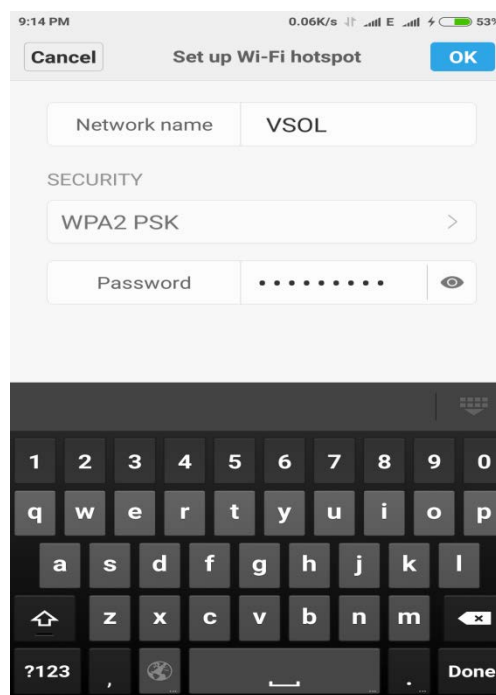 9:14 PM 0.06K/s E 53%
Cancel Set up Wi-Fi hotspot OK
Network name VSOL
SECURITY
WPA2 PSK
Password •••••••••
1 2 3 4 5 6 7 8 9 0
q w e r t y u i o p
a s d f g h j k l
z x c v b n m
?123 , . Done